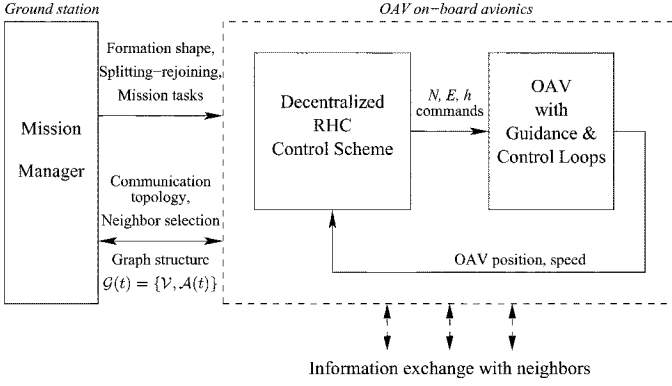 Ground station
OAV on-board avionics
Mission
Manager
Formation shape,
Splitting-rejoining,
Mission tasks
Communication
topology,
Neighbor selection
Graph structure
𝒢(t) = {𝒱, 𝒜(t)}
Decentralized
RHC
Control Scheme
N, E, h
commands
OAV
with
Guidance &
Control Loops
OAV position, speed
Information exchange with neighbors